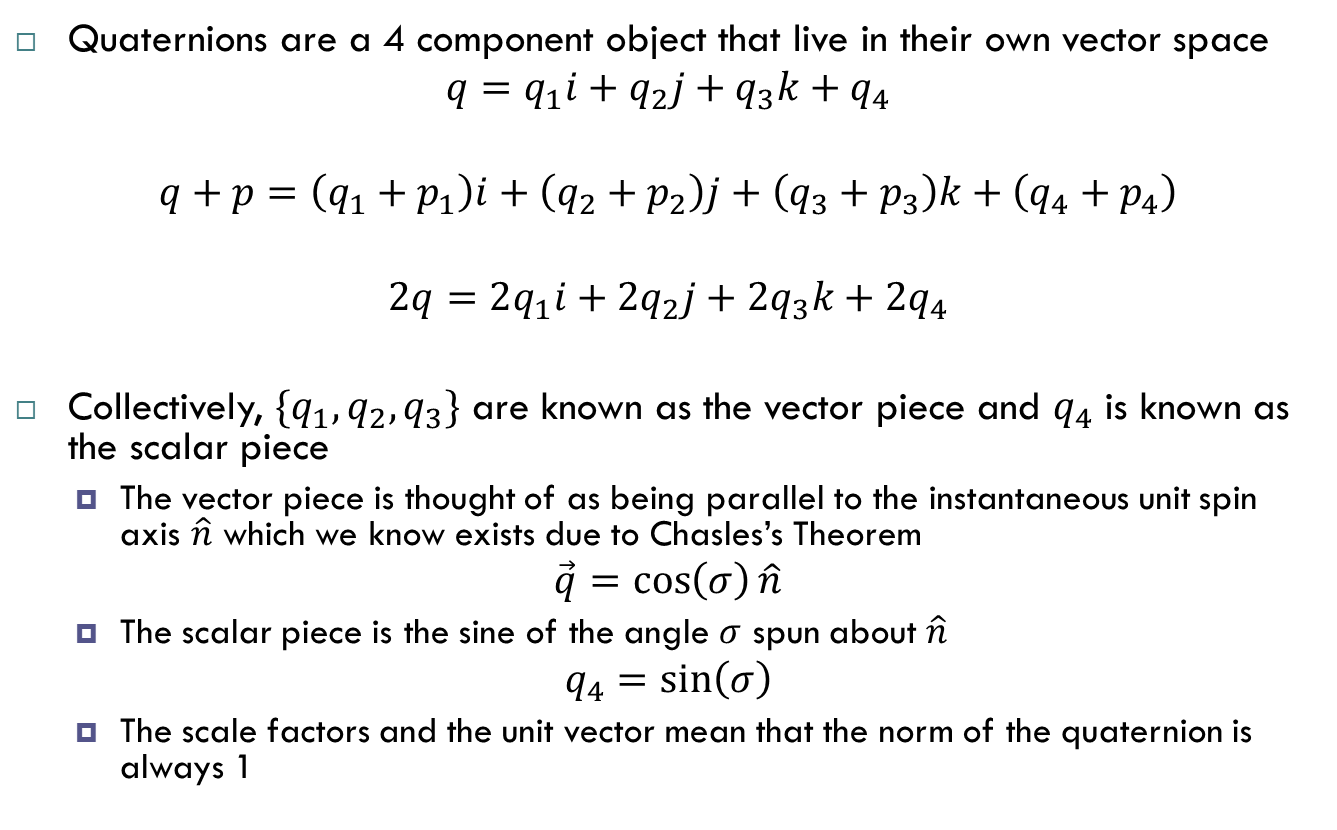 Quaternions are a 4 component object that live in their own vector space
q = q₁i + q₂j + q₃k + q₄
q + p = (q₁ + p₁)i + (q₂ + p₂)j + (q₃ + p₃)k + (q₄ + p₄)
2q = 2q₁i + 2q₂j + 2q₃k + 2q₄
Collectively, {q₁, q₂, q₃} are known as the vector piece and q₄ is known as
the scalar piece
The vector piece is thought of as being parallel to the instantaneous unit spin
axis n̂ which we know exists due to Chasles’s Theorem
q⃗ = cos(σ) n̂
The scalar piece is the sine of the angle σ spun about n̂
q₄ = sin(σ)
The scale factors and the unit vector mean that the norm of the quaternion is
always 1